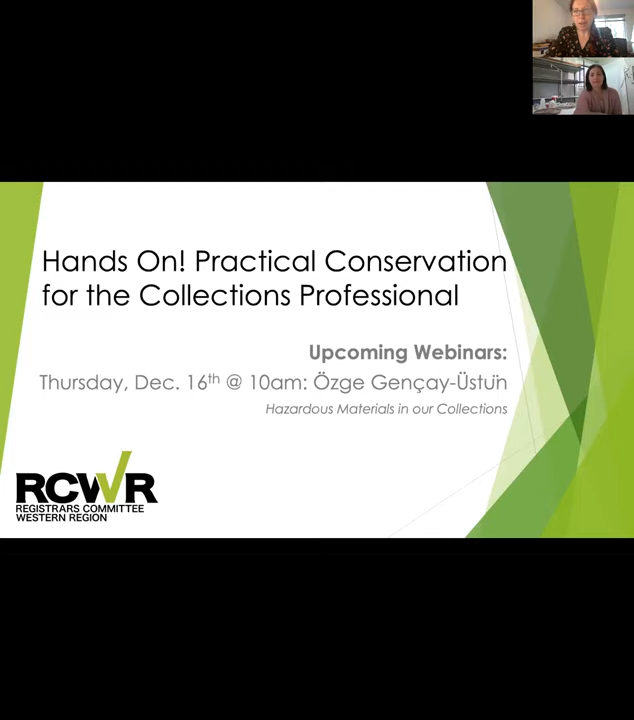 Hands On! Practical Conservation
for the Collections Professional
Upcoming Webinars:
Thursday, Dec. 16th @ 10am: Özge Gençay-Üstün
Hazardous Materials in our Collections
RCWR
REGISTRARS COMMITTEE
WESTERN REGION